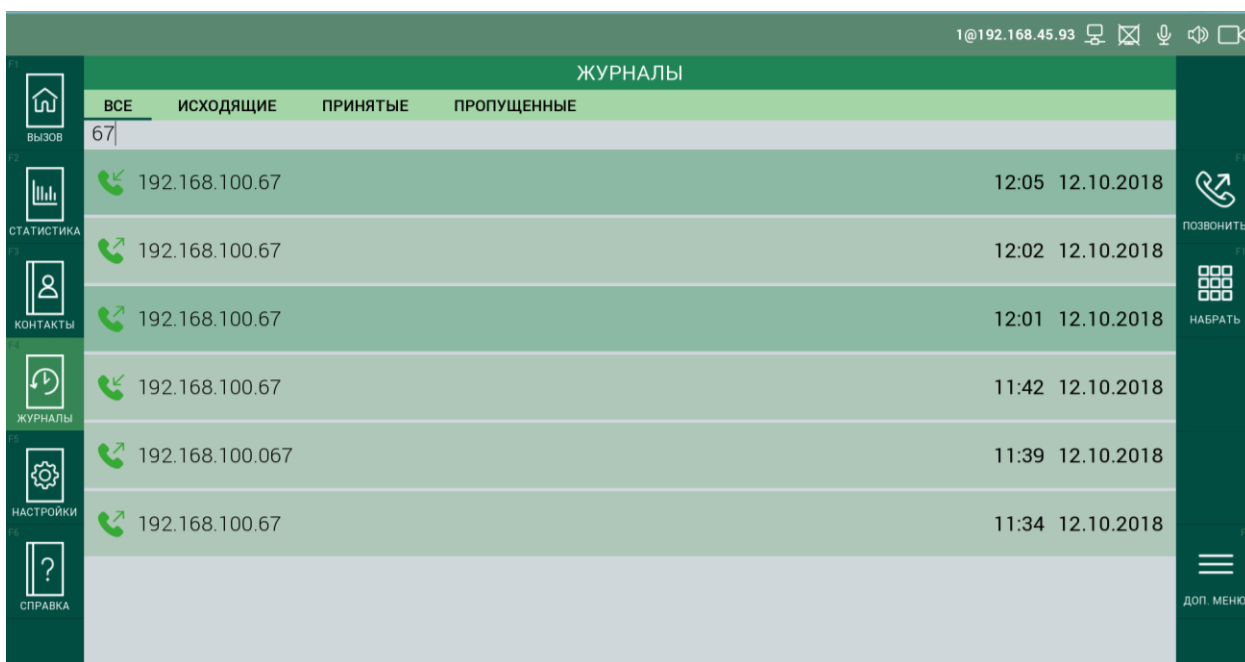 1@192.168.45.93
ЖУРНАЛЫ
ВСЕ ИСХОДЯЩИЕ ПРИНЯТЫЕ ПРОПУЩЕННЫЕ
67
192.168.100.67 12:05 12.10.2018
192.168.100.67 12:02 12.10.2018
192.168.100.67 12:01 12.10.2018
192.168.100.67 11:42 12.10.2018
192.168.100.067 11:39 12.10.2018
192.168.100.67 11:34 12.10.2018
F1
ВЫЗОВ
F2
СТАТИСТИКА
F3
КОНТАКТЫ
F4
ЖУРНАЛЫ
F5
НАСТРОЙКИ
F6
СПРАВКА
ПОЗВОНИТЬ
НАБРАТЬ
ДОП. МЕНЮ